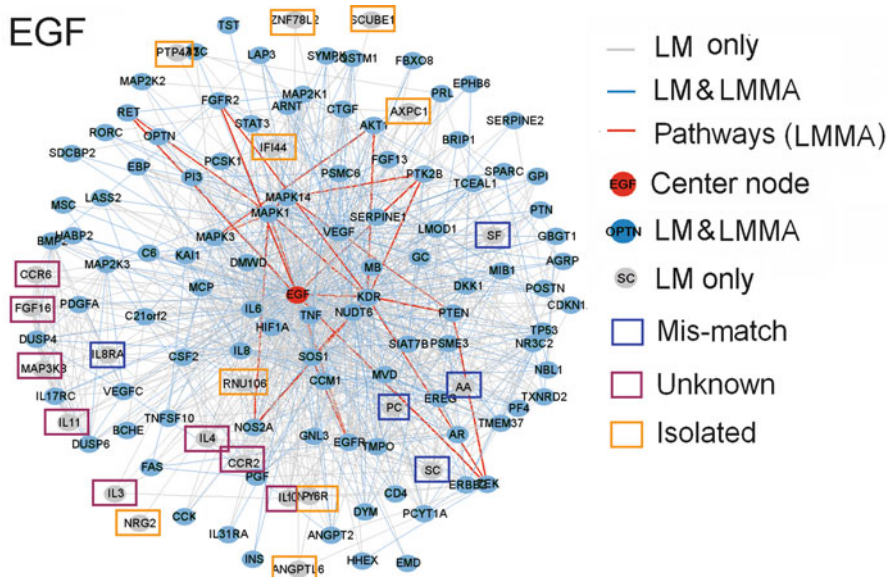 EGF
TST
ZNF78L2
SCUBE1
PTP4A3
LAP3
SYMPK
OSTM1
FBXO8
MAP2K2
MAP2K1
PRL
EPHB6
FGFR2
ARNT
CTGF
AXPC1
RET
STAT3
AKT1
SERPINE2
RORC
OPTN
IFI44
BRIP1
SDCBP2
PCSK1
FGF13
EBP
PI3
PSMC6
PTK2B
SPARC
GPI
TCEAL1
LASS2
MAPK14
MSC
MAPK1
SERPINE1
PTN
HABP2
MAPK3
VEGF
LMOD1
SF
GBGT1
C6
KAI1
DMWD
GC
AGRP
CCR6
MAP2K3
MB
MIB1
MCP
DKK1
POSTN
FGF16
PDGFA
EGF
KDR
CDKN1
C21orf2
IL6
TNF
NUDT6
PTEN
TP53
DUSP4
HIF1A
NR3C2
IL8RA
CSF2
IL8
SOS1
SIAT7B
PSME3
MAP3K8
NBL1
RNU106
CCM1
MVD
AA
TXNRD2
IL17RC
VEGFC
EREG
PF4
IL11
TNFSF10
PC
TMEM37
DUSP6
BCHE
IL4
NOS2A
GNL3
EGFR
TMPO
AR
CCR2
FAS
PGF
SC
IL3
IL10
NPY6R
CD4
NRG2
CCK
DYM
PCYT1A
IL31RA
ANGPT2
INS
ANGPTL6
HHEX
EMD
LM only
LM & LMMA
Pathways (LMMA)
EGF Center node
OPTN LM & LMMA
SC LM only
Mis-match
Unknown
Isolated